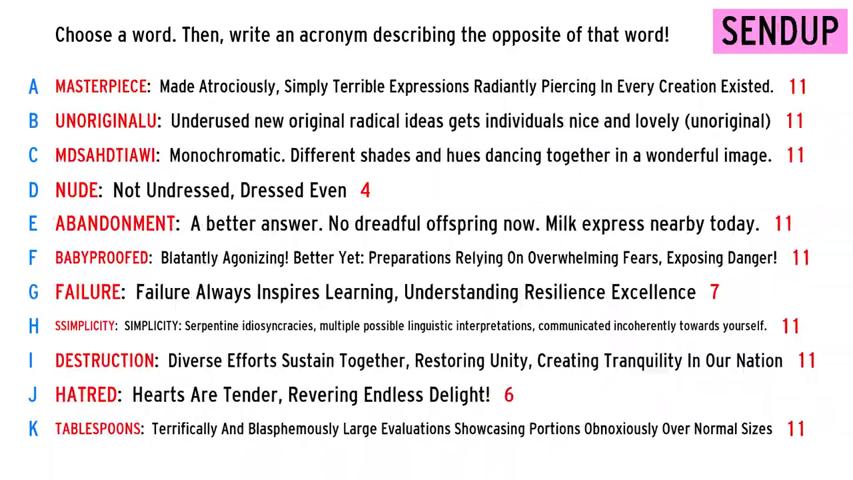 Choose a word. Then, write an acronym describing the opposite of that word!
SENDUP
A MASTERPIECE: Made Atrociously, Simply Terrible Expressions Radiantly Piercing In Every Creation Existed. 11
B UNORIGINALU: Underused new original radical ideas gets individuals nice and lovely (unoriginal) 11
C MDSAHDTIAWI: Monochromatic. Different shades and hues dancing together in a wonderful image. 11
D NUDE: Not Undressed, Dressed Even 4
E ABANDONMENT: A better answer. No dreadful offspring now. Milk express nearby today. 11
F BABYPROOFED: Blatantly Agonizing! Better Yet: Preparations Relying On Overwhelming Fears, Exposing Danger! 11
G FAILURE: Failure Always Inspires Learning, Understanding Resilience Excellence 7
H SSIMPLICITY: SIMPLICITY: Serpentine idiosyncracies, multiple possible linguistic interpretations, communicated incoherently towards yourself. 11
I DESTRUCTION: Diverse Efforts Sustain Together, Restoring Unity, Creating Tranquility In Our Nation 11
J HATRED: Hearts Are Tender, Revering Endless Delight! 6
K TABLESPOONS: Terrifically And Blasphemously Large Evaluations Showcasing Portions Obnoxiously Over Normal Sizes 11